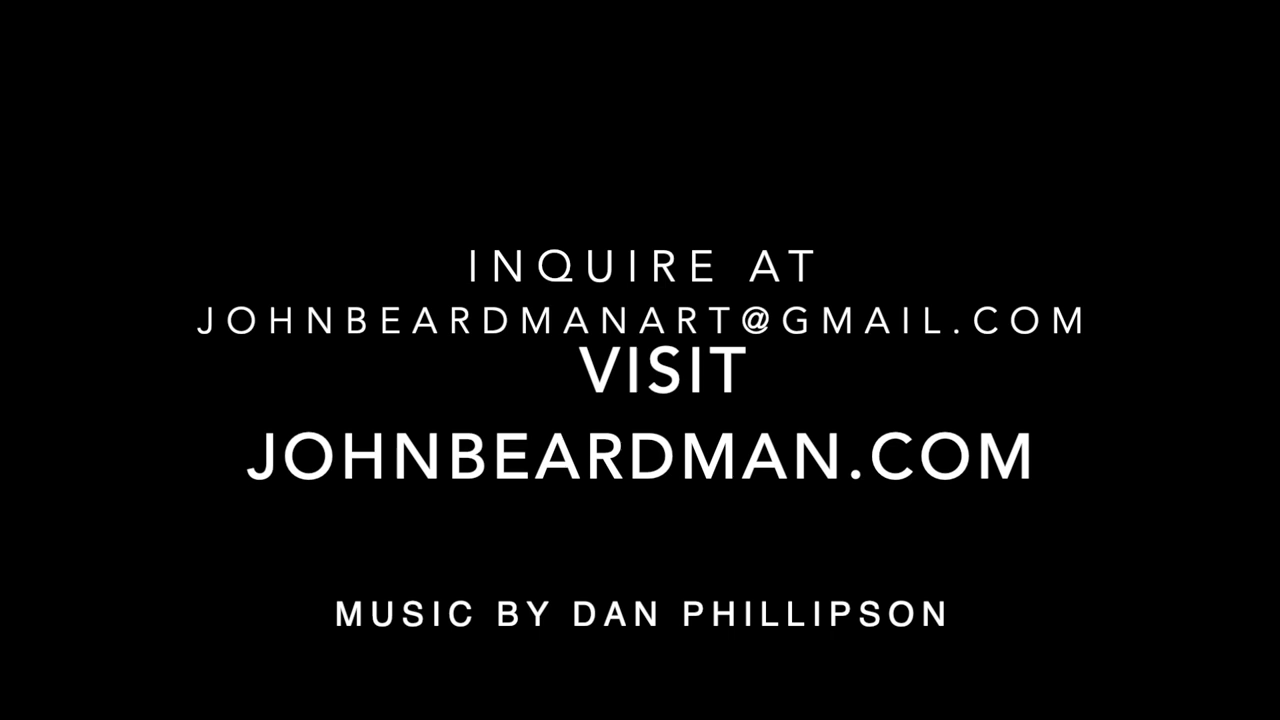 INQUIRE AT
JOHNBEARDMANART@GMAIL.COM
VISIT
JOHNBEARDMAN.COM
MUSIC BY DAN PHILLIPSON